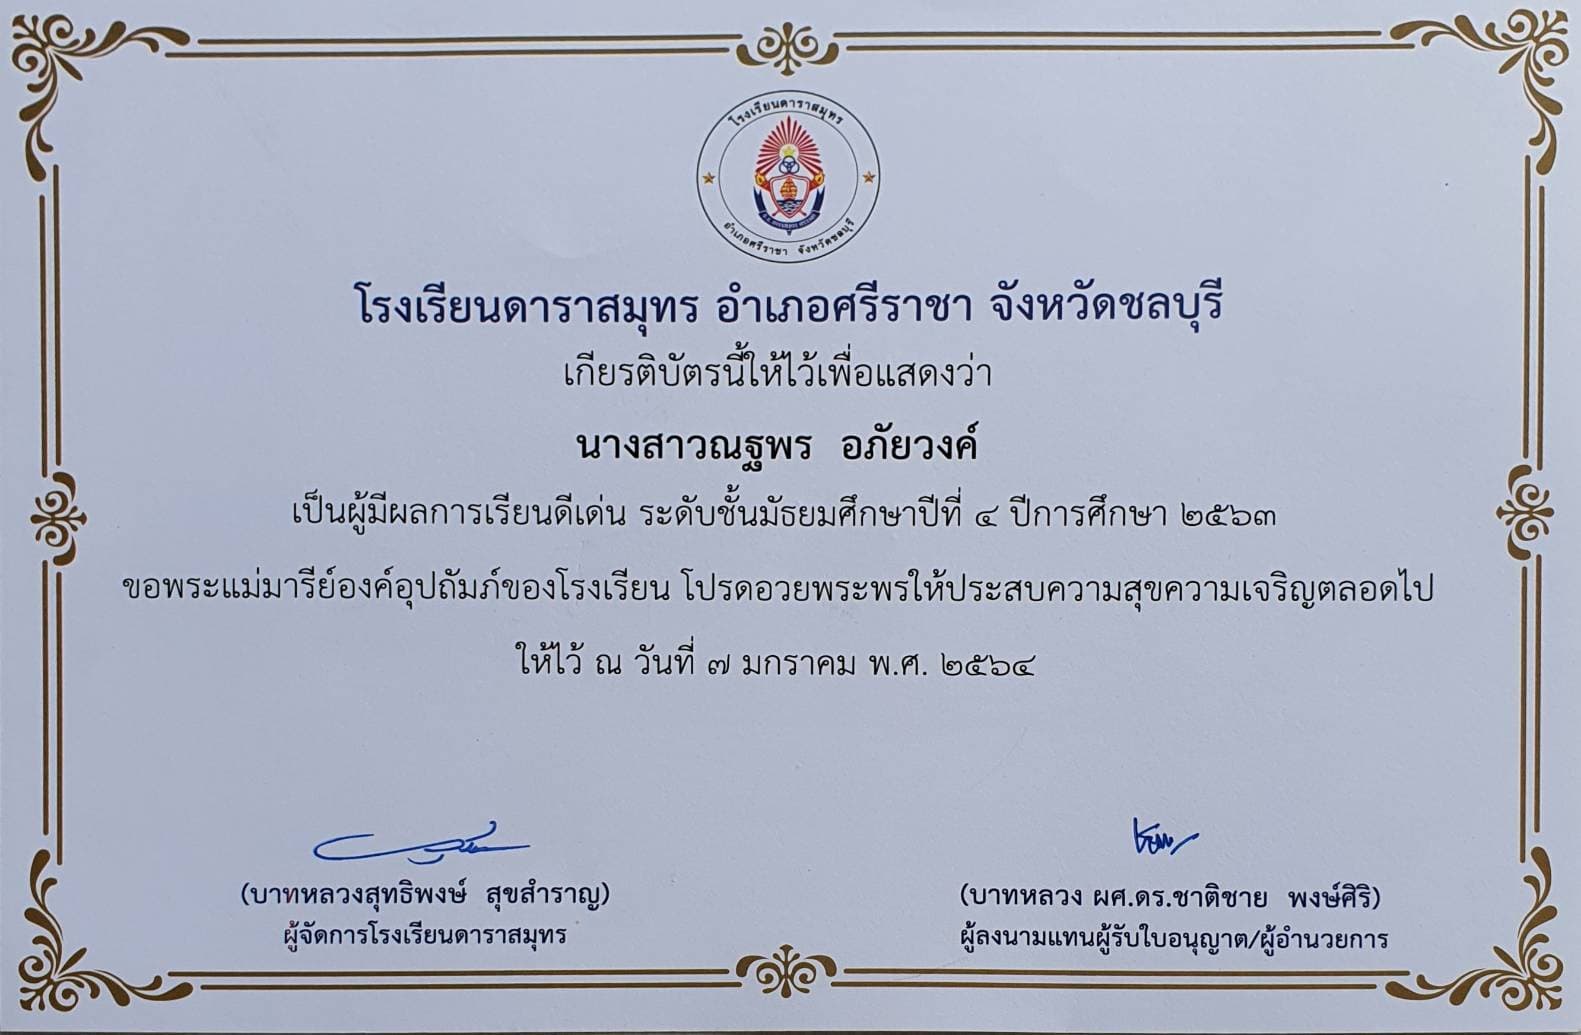 โรงเรียนดาราสมุทร
อำเภอศรีราชา จังหวัดชลบุรี
โรงเรียนดาราสมุทร อำเภอศรีราชา จังหวัดชลบุรี
เกียรติบัตรนี้ให้ไว้เพื่อแสดงว่า
นางสาวณฐพร อภัยวงค์
เป็นผู้มีผลการเรียนดีเด่น ระดับชั้นมัธยมศึกษาปีที่ ๔ ปีการศึกษา ๒๕๖๓
ขอพระแม่มารีย์องค์อุปถัมภ์ของโรงเรียน โปรดอวยพระพรให้ประสบความสุขความเจริญตลอดไป
ให้ไว้ ณ วันที่ ๗ มกราคม พ.ศ. ๒๕๖๔
(บาทหลวงสุทธิพงษ์ สุขสำราญ)
ผู้จัดการโรงเรียนดาราสมุทร
(บาทหลวง ผศ.ดร.ชาติชาย พงษ์ศิริ)
ผู้ลงนามแทนผู้รับใบอนุญาต/ผู้อำนวยการ